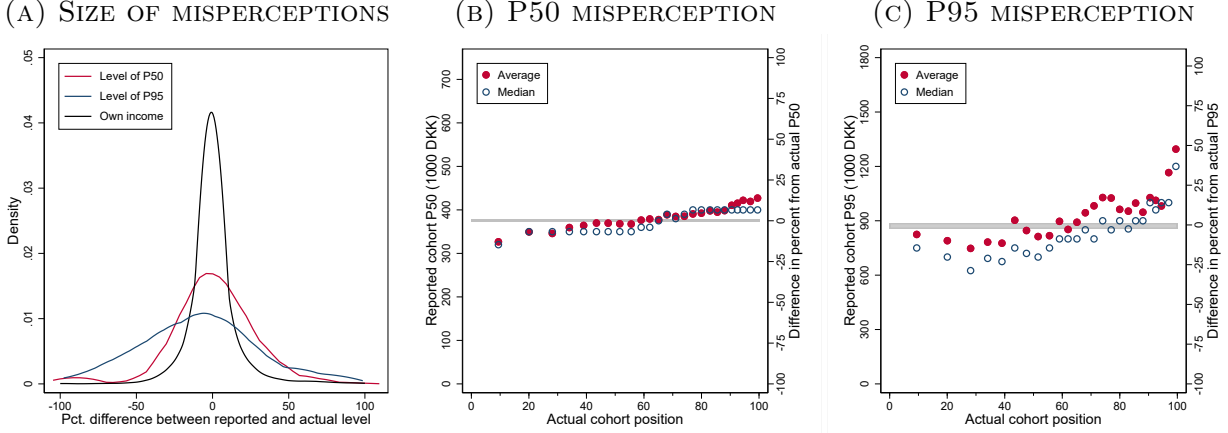 (A) SIZE OF MISPERCEPTIONS
.05
.04
.03
.02
.01
0
Density
Level of P50
Level of P95
Own income
-100 -50 0 50 100
Pct. difference between reported and actual level
(B) P50 MISPERCEPTION
Reported cohort P50 (1000 DKK)
700
600
500
400
300
200
100
0
Average
Median
100
75
50
25
0
-25
-50
-75
-100
Difference in percent from actual P50
0 20 40 60 80 100
Actual cohort position
(C) P95 MISPERCEPTION
Reported cohort P95 (1000 DKK)
1800
1500
1200
900
600
300
0
Average
Median
100
75
50
25
0
-25
-50
-75
-100
Difference in percent from actual P95
0 20 40 60 80 100
Actual cohort position